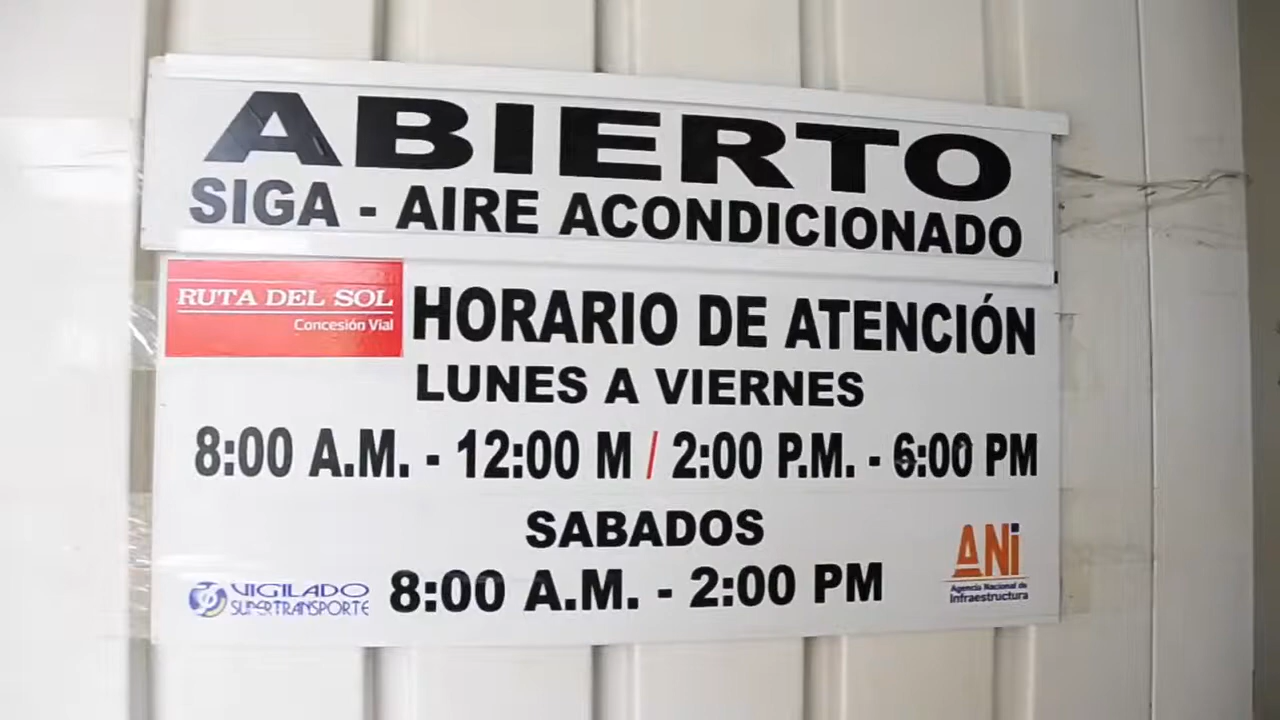 ABIERTO
SIGA - AIRE ACONDICIONADO
RUTA DEL SOL
Concesión Vial
HORARIO DE ATENCIÓN
LUNES A VIERNES
8:00 A.M. - 12:00 M / 2:00 P.M. - 6:00 PM
SABADOS
8:00 A.M. - 2:00 PM
VIGILADO
SUPERTRANSPORTE
ANi
Agencia Nacional de
Infraestructura